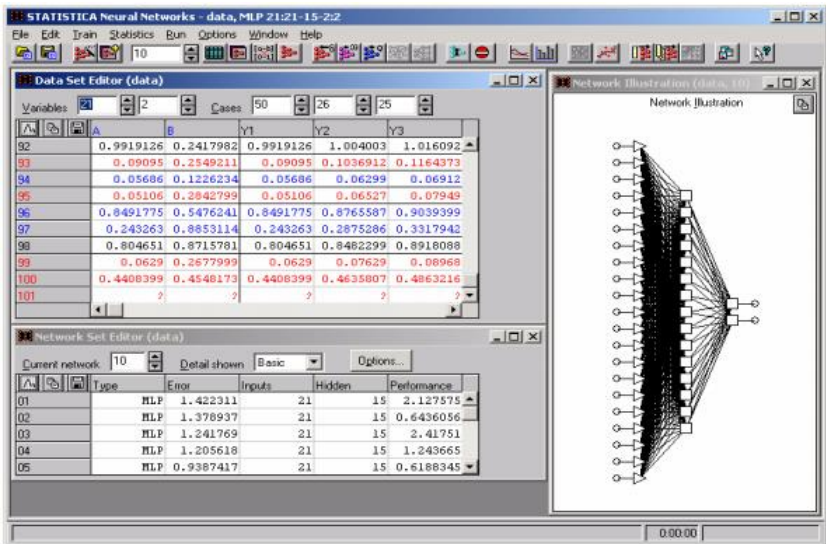 STATISTICA Neural Networks - data, MLP 21:21-15-2:2
File Edit Train Statistics Run Options Window Help
10
Data Set Editor (data)
Variables 21 2 Cases 50 26 25
A B Y1 Y2 Y3
92 0.9919126 0.2417982 0.9919126 1.004003 1.016092
93 0.09095 0.2549211 0.09095 0.1036912 0.1164373
94 0.05686 0.1226234 0.05686 0.06299 0.06912
95 0.05106 0.2842799 0.05106 0.06527 0.07949
96 0.8491775 0.5476241 0.8491775 0.8765587 0.9039399
97 0.243263 0.8853114 0.243263 0.2875286 0.3317942
98 0.804651 0.8715781 0.804651 0.8482299 0.8918088
99 0.0629 0.2677999 0.0629 0.07629 0.08968
100 0.4408399 0.4548173 0.4408399 0.4635807 0.4863216
101 ? ? ? ? ?
Network Set Editor (data)
Current network 10 Detail shown Basic Options...
Type Error Inputs Hidden Performance
01 MLP 1.422311 21 15 2.127575
02 MLP 1.378937 21 15 0.6436056
03 MLP 1.241769 21 15 2.41751
04 MLP 1.205618 21 15 1.243665
05 MLP 0.9387417 21 15 0.6188345
Network Illustration (data, 10)
Network Illustration
0:00:00